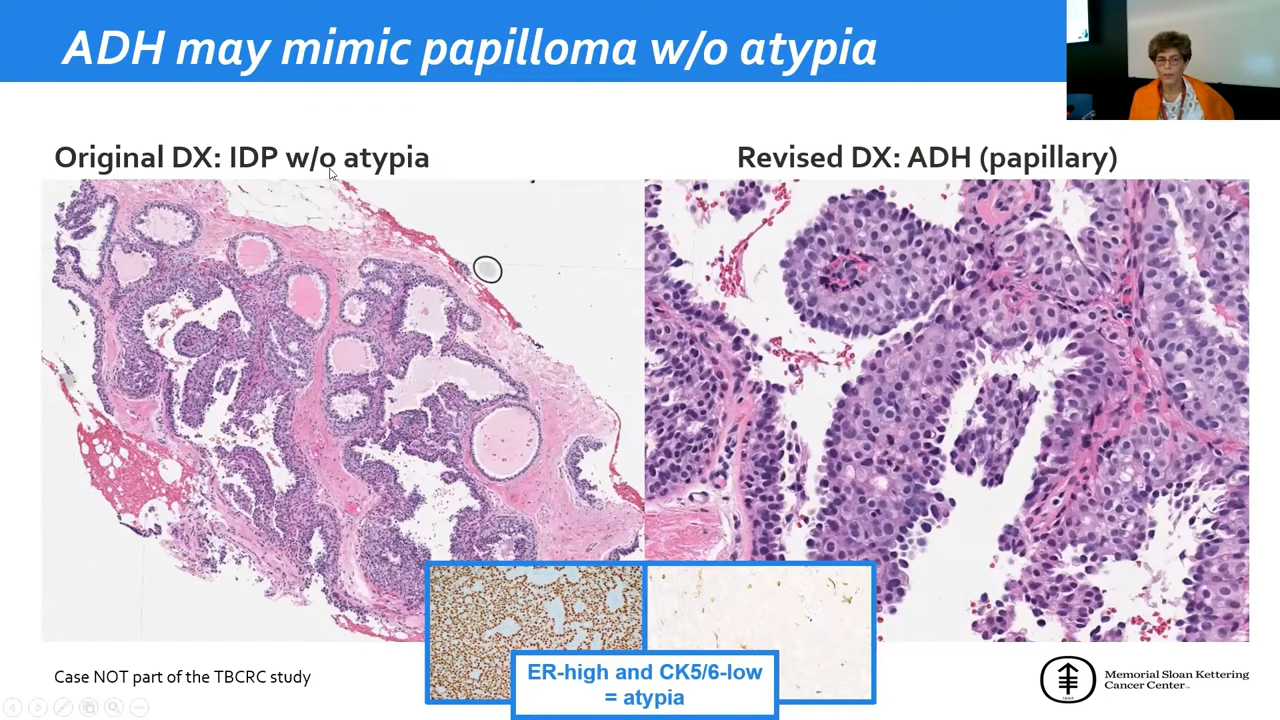 ADH may mimic papilloma w/o atypia
Original DX: IDP w/o atypia
Revised DX: ADH (papillary)
ER-high and CK5/6-low
= atypia
Case NOT part of the TBCRC study
Memorial Sloan Kettering
Cancer Center